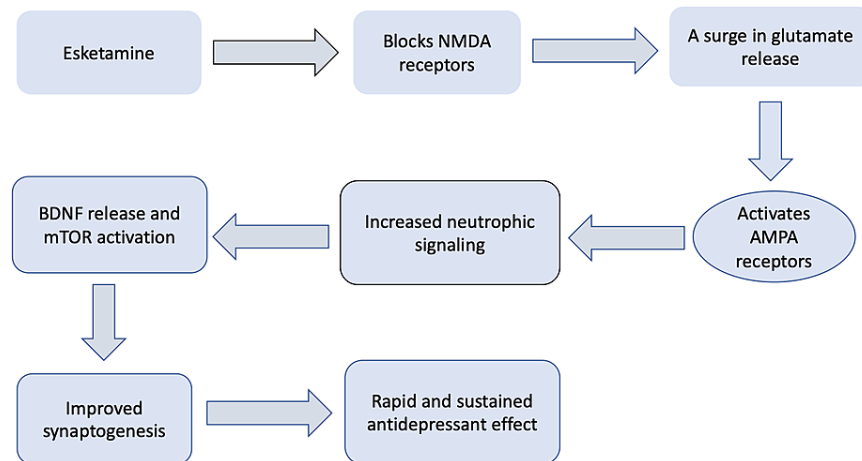 Esketamine
Blocks NMDA
receptors
A surge in glutamate
release
Activates
AMPA
receptors
Increased neutrophic
signaling
BDNF release and
mTOR activation
Improved
synaptogenesis
Rapid and sustained
antidepressant effect